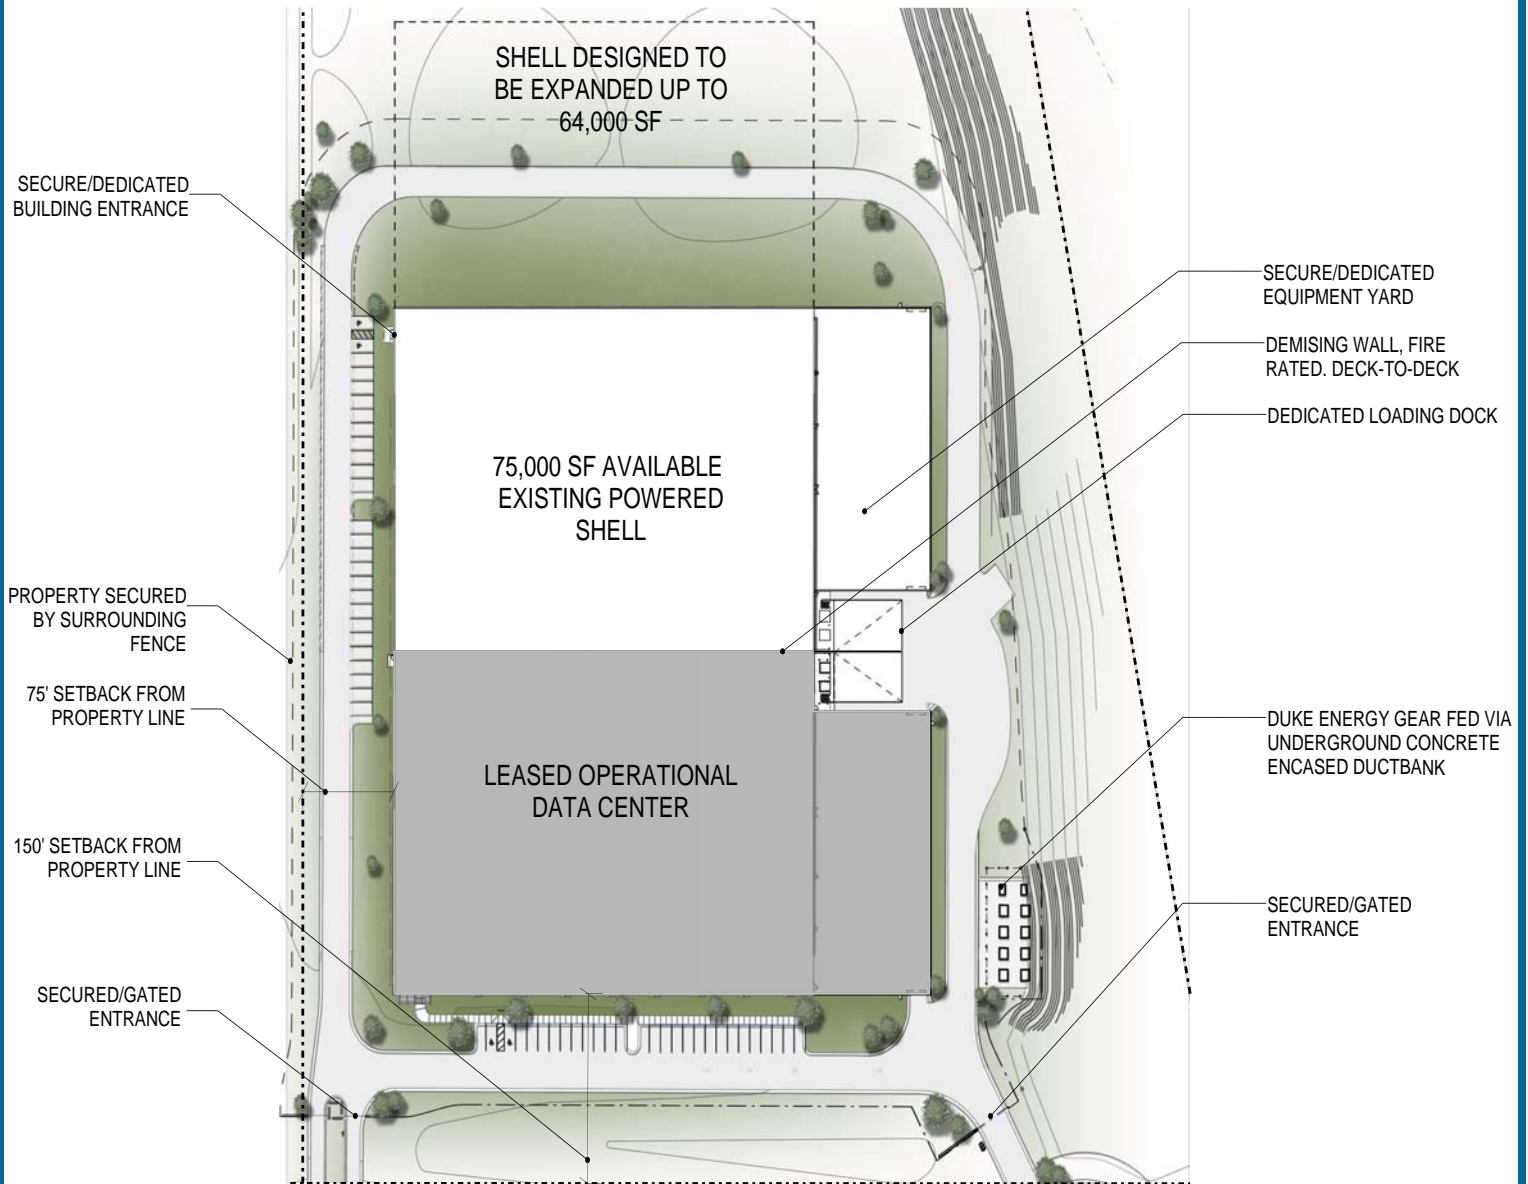 SHELL DESIGNED TO
BE EXPANDED UP TO
64,000 SF
SECURE/DEDICATED
BUILDING ENTRANCE
SECURE/DEDICATED
EQUIPMENT YARD
DEMISING WALL, FIRE
RATED. DECK-TO-DECK
DEDICATED LOADING DOCK
75,000 SF AVAILABLE
EXISTING POWERED
SHELL
PROPERTY SECURED
BY SURROUNDING
FENCE
75' SETBACK FROM
PROPERTY LINE
DUKE ENERGY GEAR FED VIA
UNDERGROUND CONCRETE
ENCASED DUCTBANK
LEASED OPERATIONAL
DATA CENTER
150' SETBACK FROM
PROPERTY LINE
SECURED/GATED
ENTRANCE
SECURED/GATED
ENTRANCE